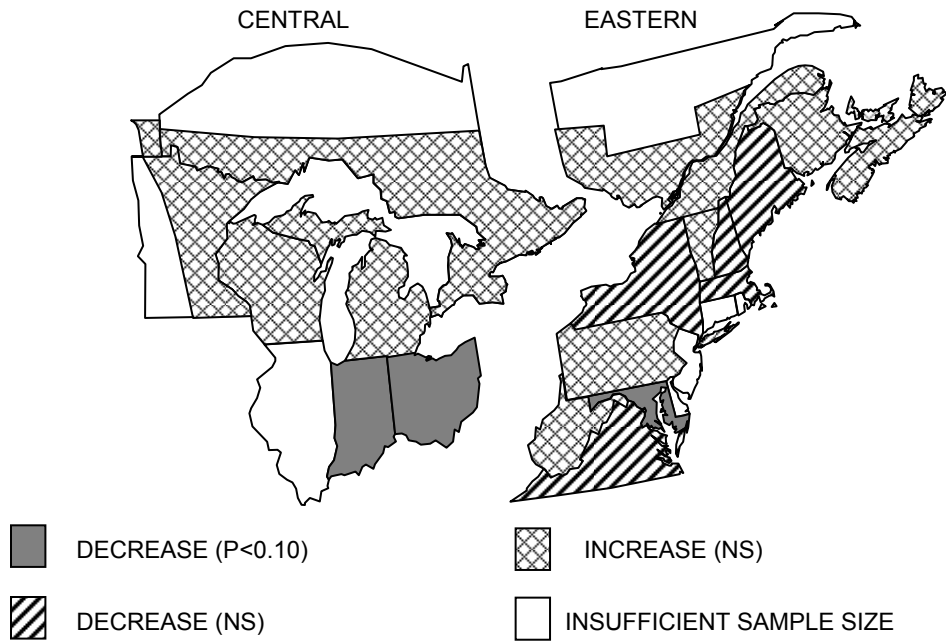 CENTRAL
EASTERN
DECREASE (P<0.10)
INCREASE (NS)
DECREASE (NS)
INSUFFICIENT SAMPLE SIZE